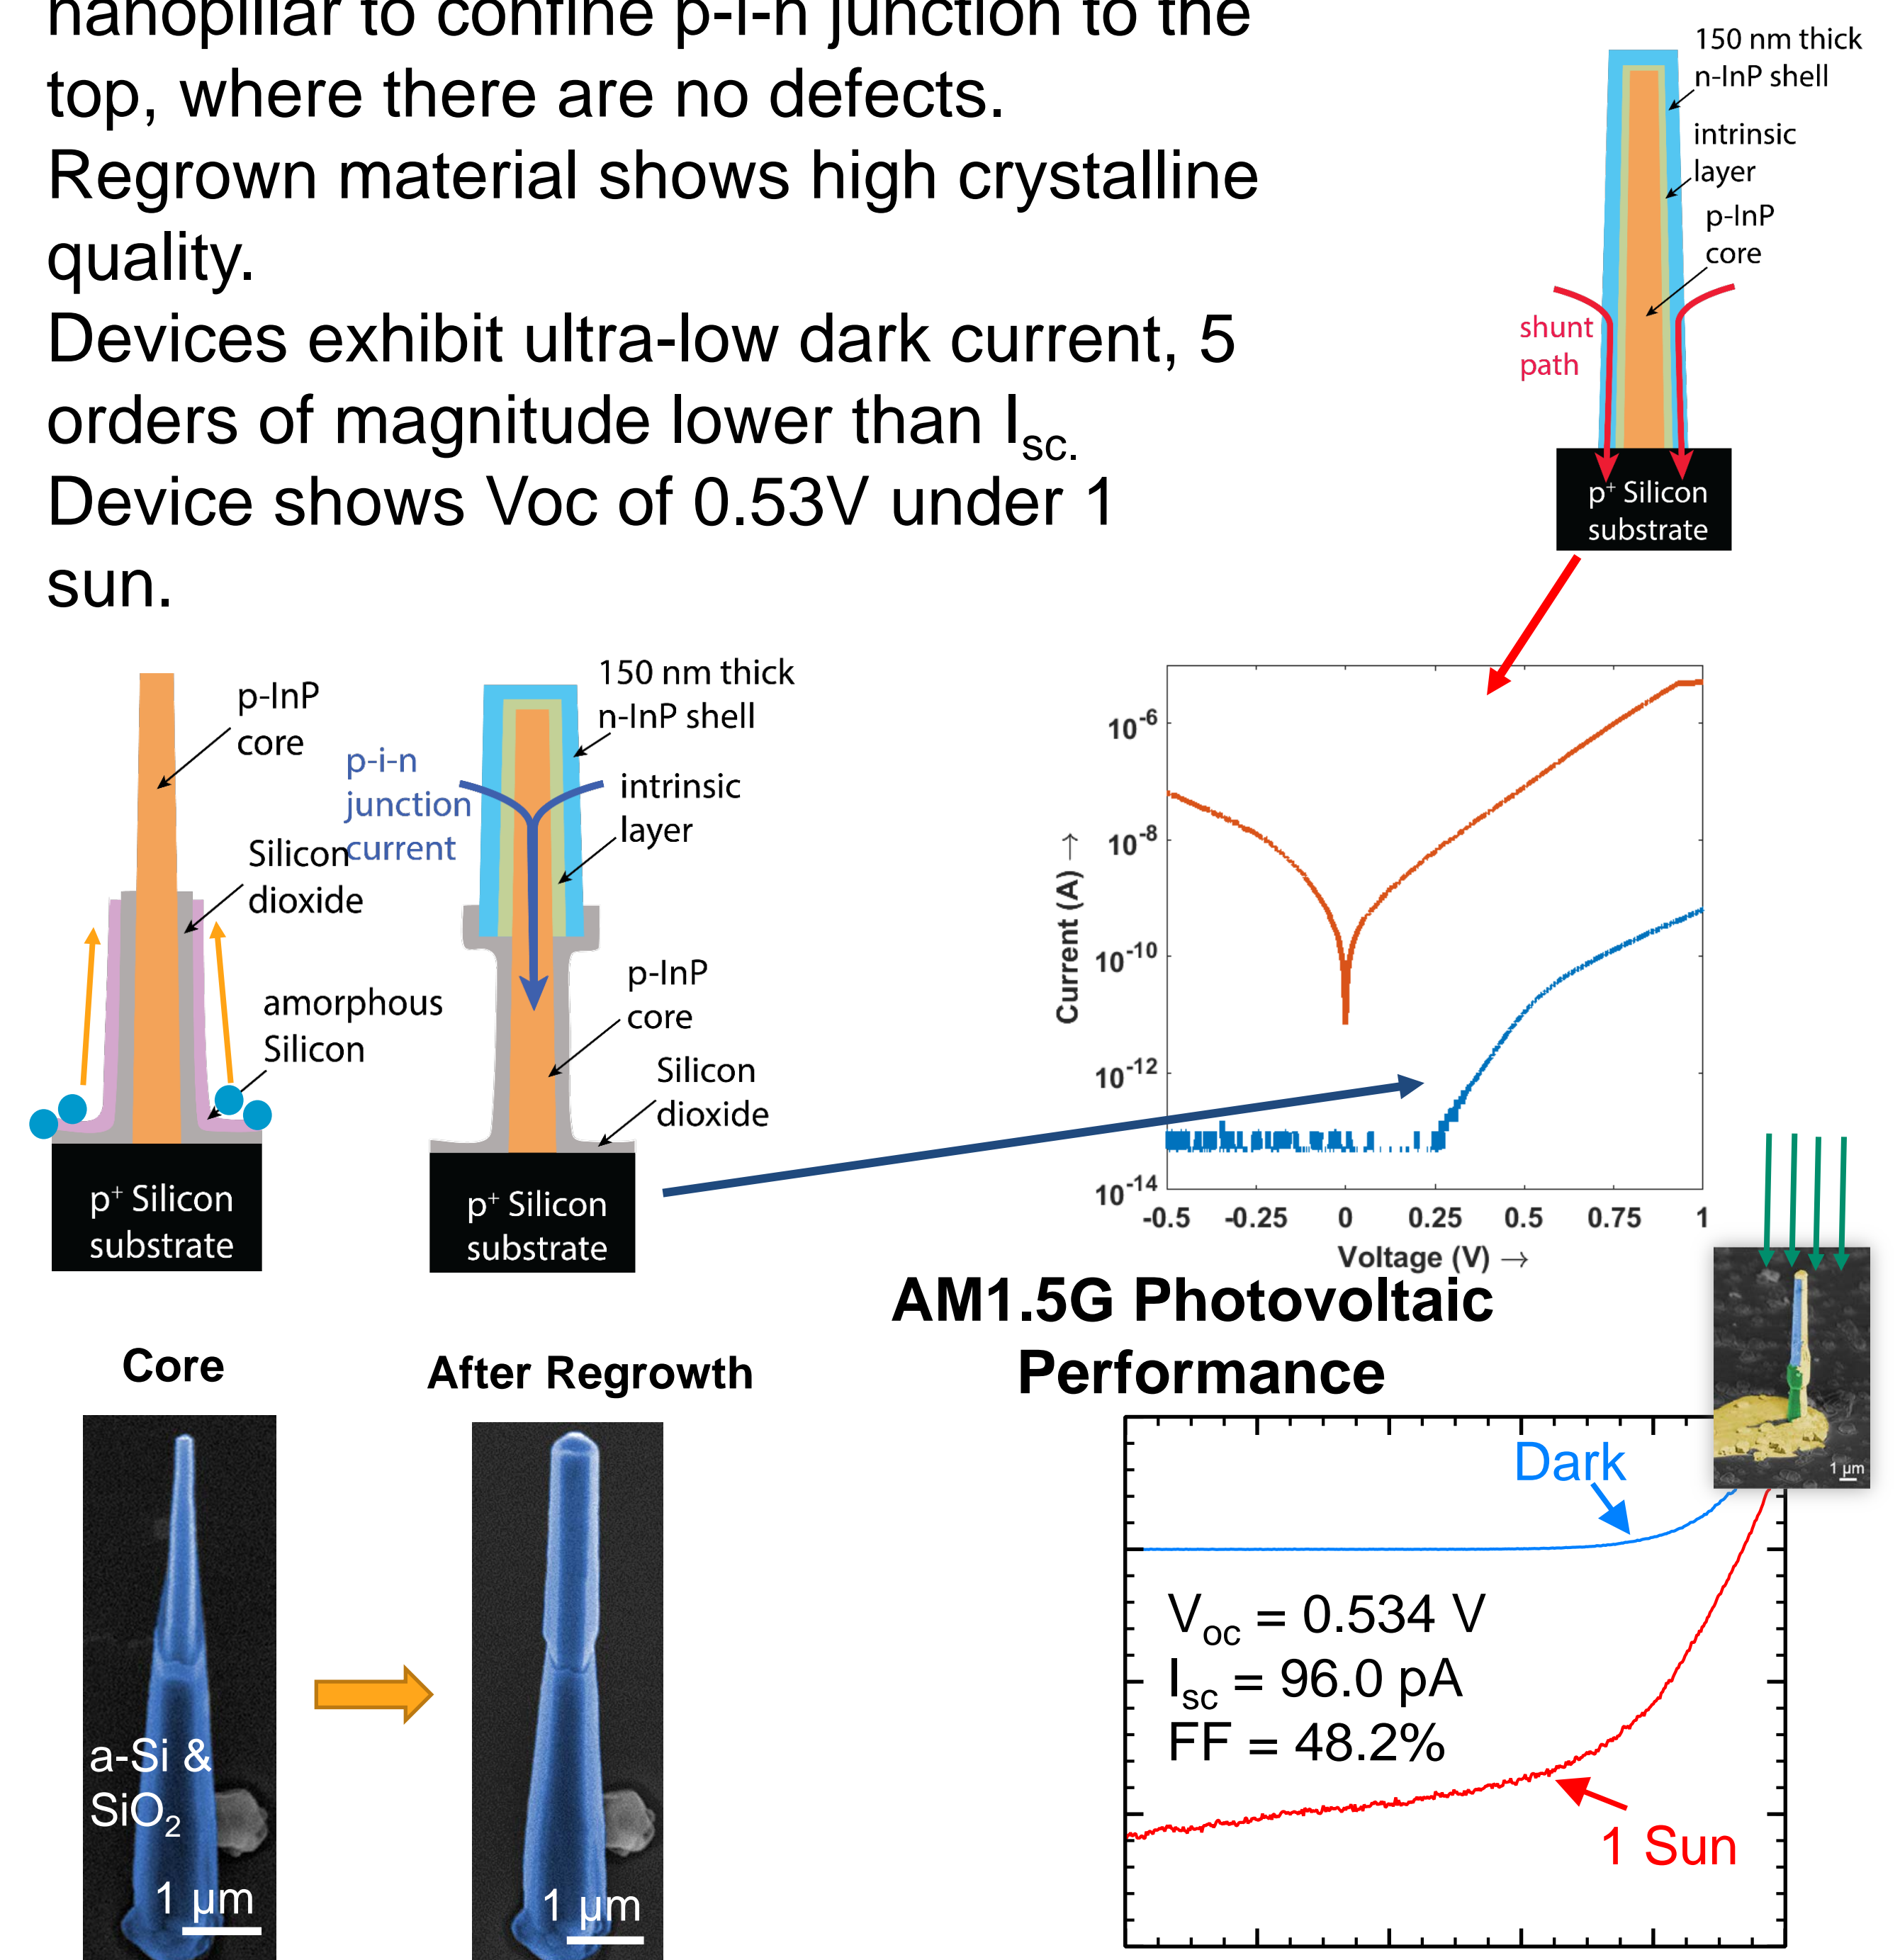 nanopillar to confine p-i-n junction to the
top, where there are no defects.
Regrown material shows high crystalline
quality.
Devices exhibit ultra-low dark current, 5
orders of magnitude lower than Isc.
Device shows Voc of 0.53V under 1
sun.
150 nm thick
n-InP shell
intrinsic
layer
p-InP
core
shunt
path
p+ Silicon
substrate
p-InP
core
Silicon
dioxide
amorphous
Silicon
p+ Silicon
substrate
150 nm thick
n-InP shell
p-i-n
junction
current
intrinsic
layer
p-InP
core
Silicon
dioxide
p+ Silicon
substrate
10-6
10-8
10-10
10-12
10-14
Current (A) →
-0.5 -0.25 0 0.25 0.5 0.75 1
Voltage (V) →
AM1.5G Photovoltaic
Performance
1 µm
Core
After Regrowth
a-Si &
SiO2
1 µm
1 µm
Dark
Voc = 0.534 V
Isc = 96.0 pA
FF = 48.2%
1 Sun